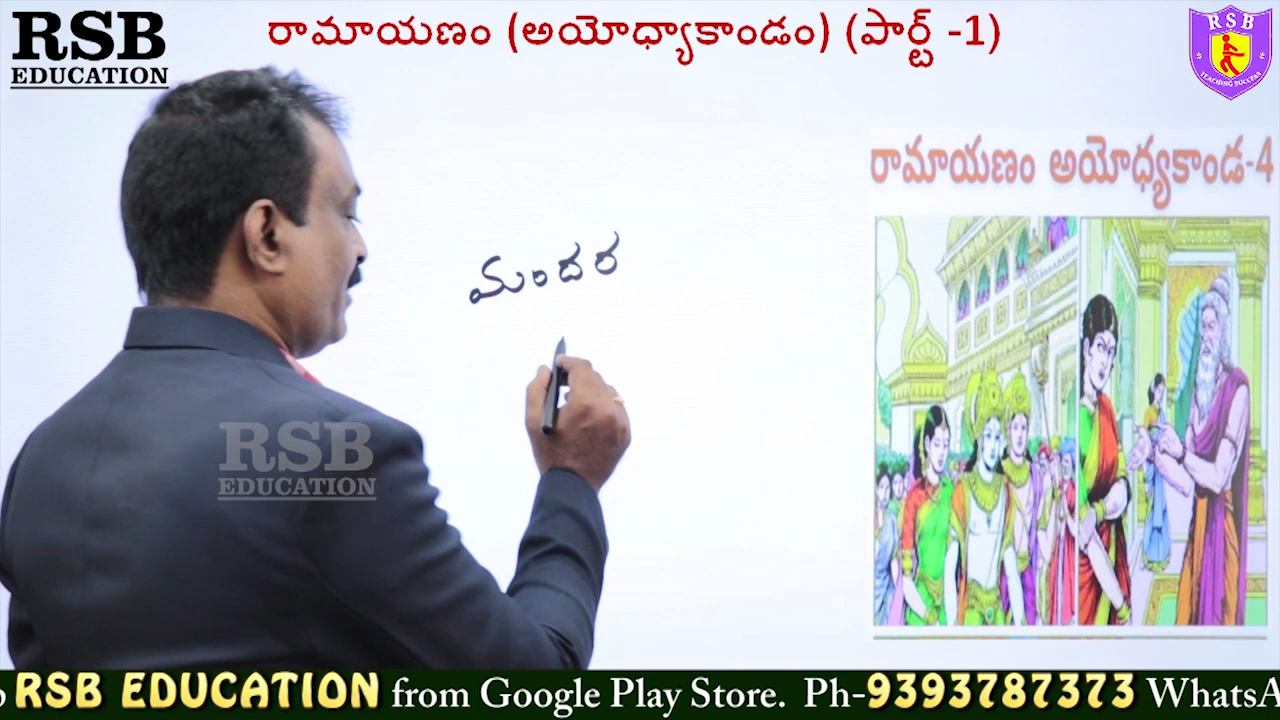 RSB
EDUCATION
రామాయణం (అయోధ్యాకాండం) (పార్ట్ -1)
RSB
TEACHING SUCCESS
రామాయణం అయోధ్యకాండ-4
మందర
RSB
EDUCATION
RSB EDUCATION from Google Play Store. Ph-9393787373 WhatsA